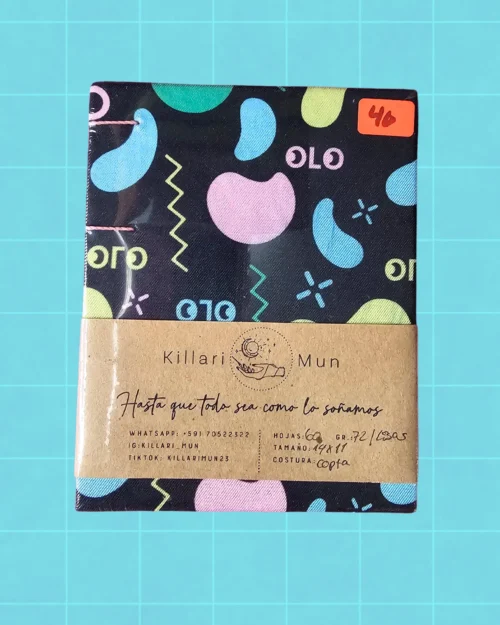 40
OLO
OLO
OLO
Killari Mun
Hasta que todo sea como lo soñamos
WHATSAPP: +591 70522322
IG:KILLARI_MUN
TIKTOK: KILLARIMUN23
HOJAS: 60 GR.:72/LISAS
TAMAÑO: 14x11
COSTURA: copta